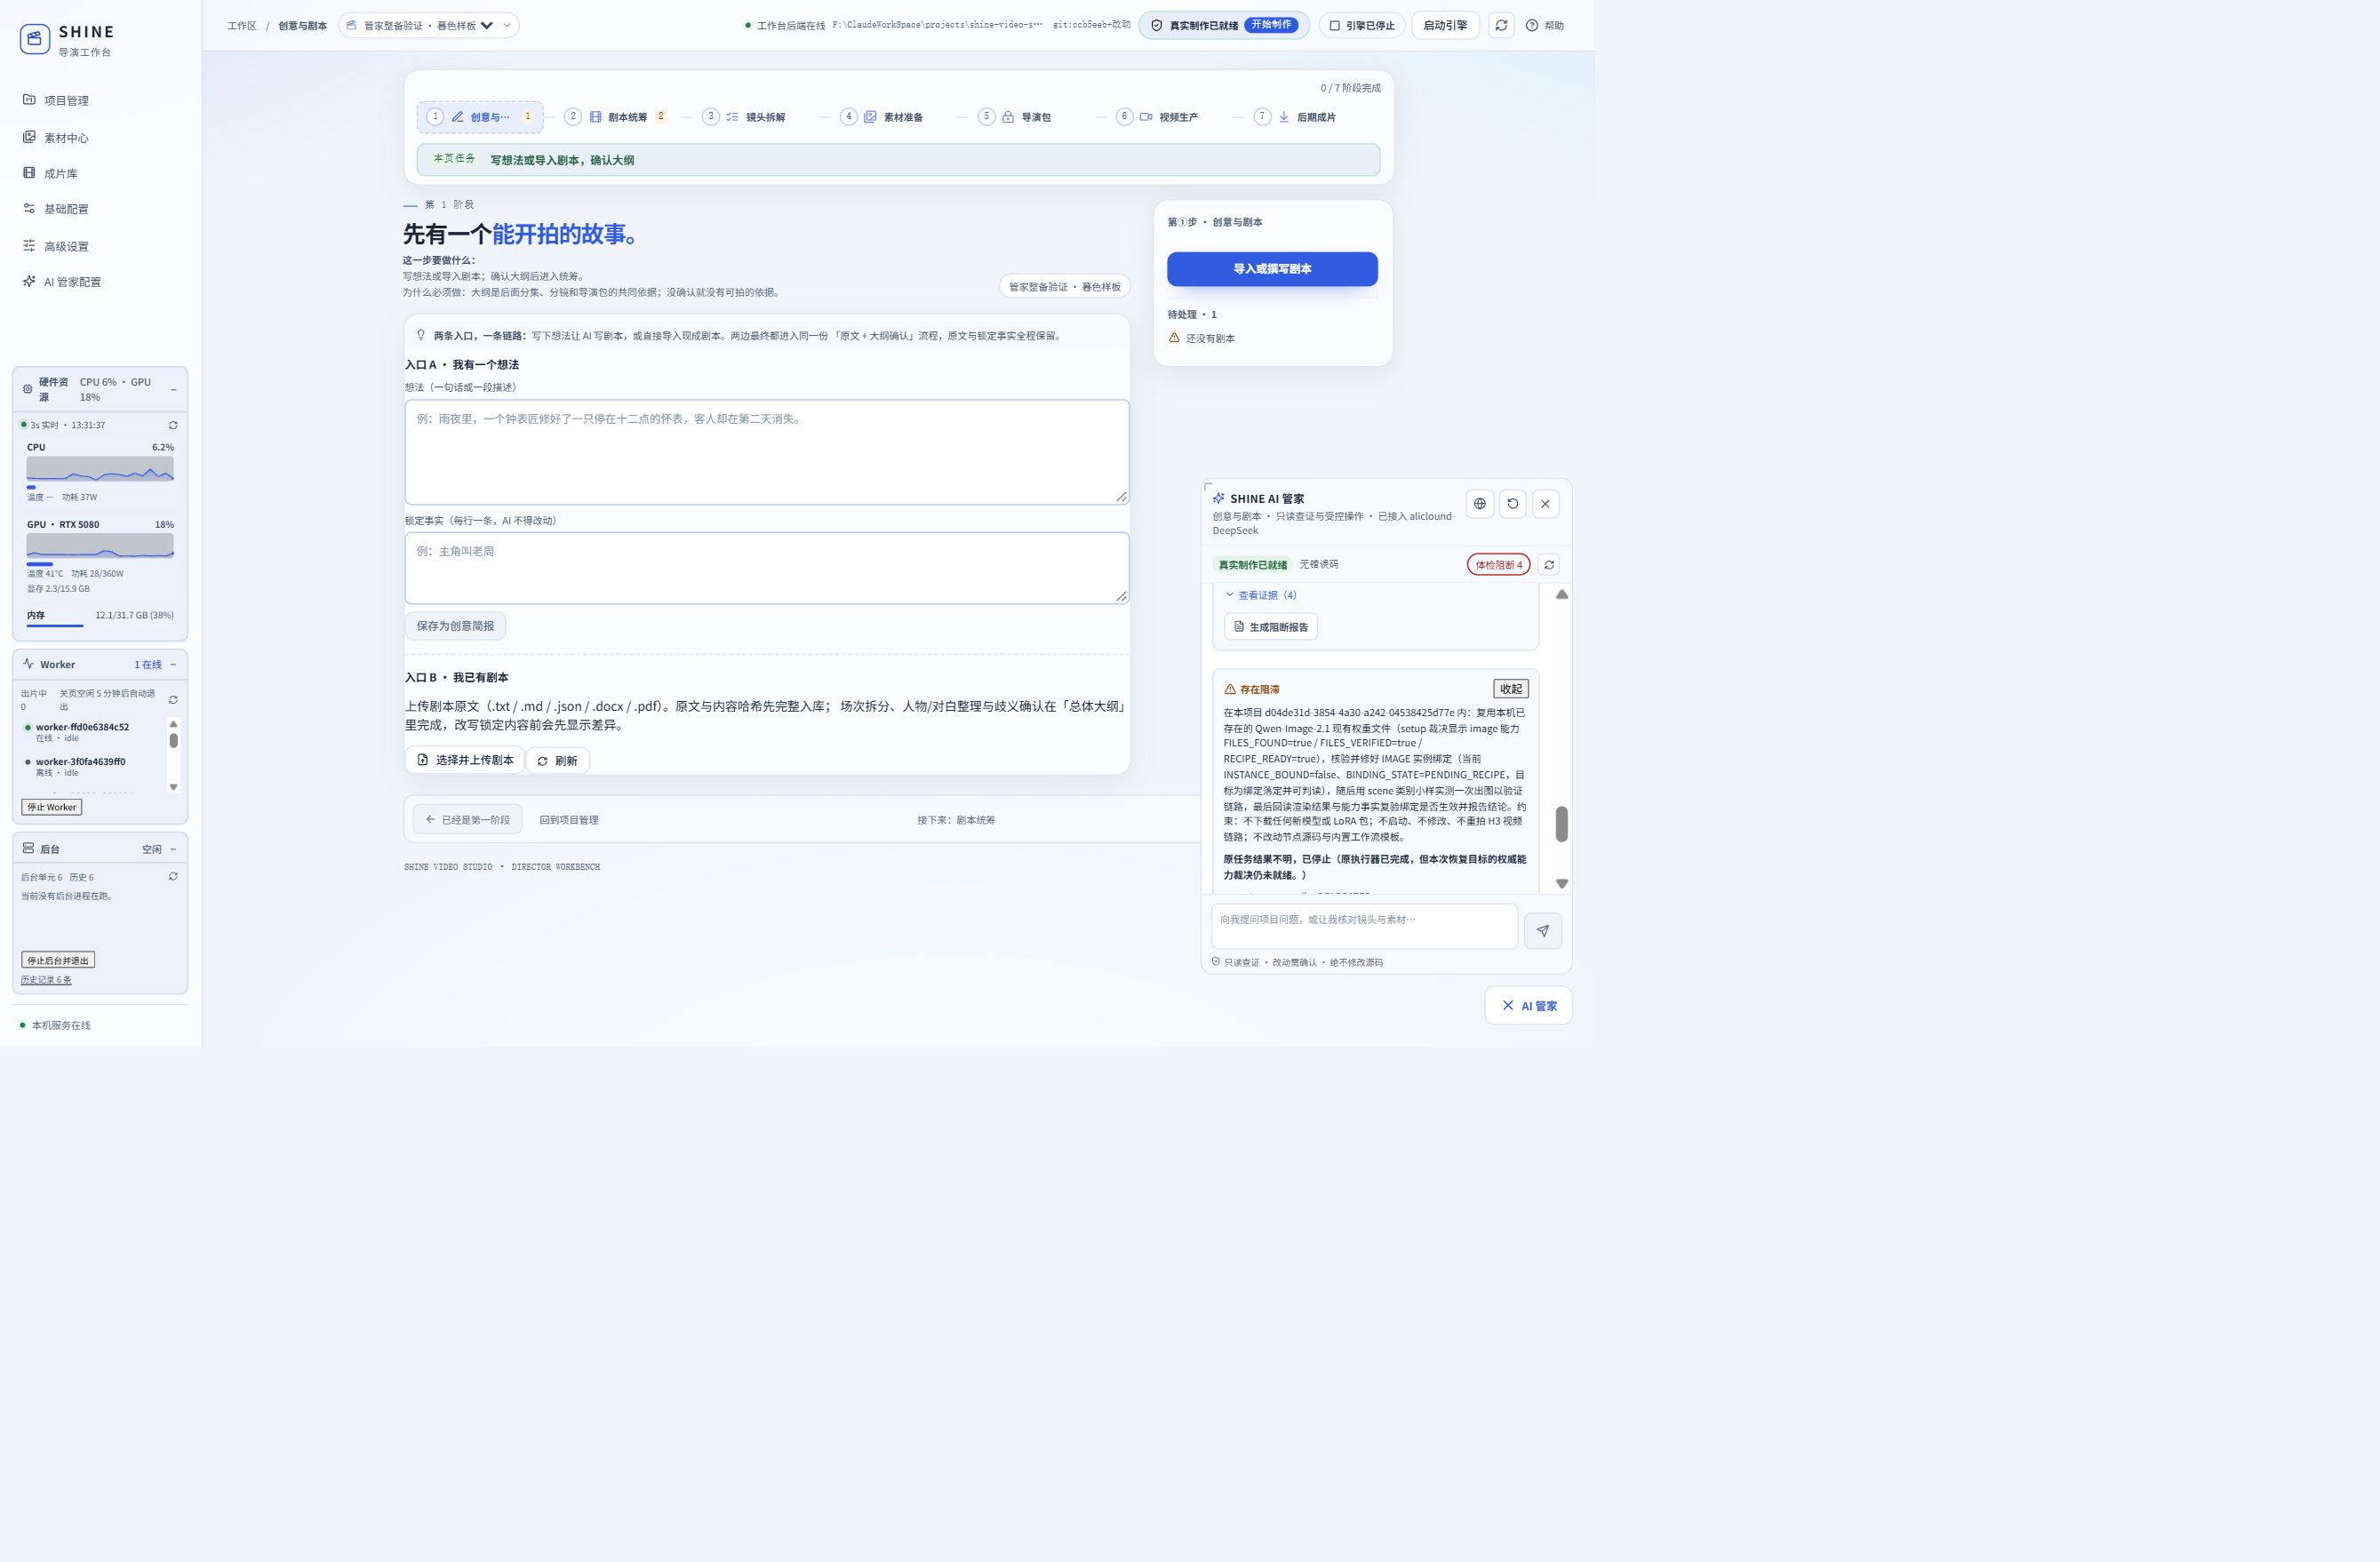 SHINE
导演工作台
项目管理
素材中心
成片库
基础配置
高级设置
AI 管家配置
硬件资源
CPU 6% · GPU 18%
3s 实时 · 13:31:37
CPU 6.2%
温度 — 功耗 37W
GPU · RTX 5080 18%
温度 41°C 功耗 28/360W
显存 2.3/15.9 GB
内存 12.1/31.7 GB (38%)
Worker 1 在线
出片中 0
关页空闲 5 分钟后自动退出
worker-ffd0e6384c52
在线 · idle
worker-3f0fa4639ff0
离线 · idle
停止 Worker
后台 空闲
后台单元 6 历史 6
当前没有后台进程在跑。
停止后台并退出
历史记录 6 条
本机服务在线
工作区 / 创意与剧本
管家整备验证 · 暮色样板
工作台后端在线 F:\ClaudeWorkSpace\projects\shine-video-s… git:ccb5eeb+改动
真实制作已就绪 开始制作
引擎已停止
启动引擎
帮助
0 / 7 阶段完成
1 创意与… 1
2 剧本统筹 2
3 镜头拆解
4 素材准备
5 导演包
6 视频生产
7 后期成片
本页任务 写想法或导入剧本，确认大纲
第 1 阶段
先有一个能开拍的故事。
这一步要做什么：
写想法或导入剧本；确认大纲后进入统筹。
为什么必须做：大纲是后面分集、分镜和导演包的共同依据；没确认就没有可拍的依据。
管家整备验证 · 暮色样板
两条入口，一条链路：写下想法让 AI 写剧本，或直接导入现成剧本。两边最终都进入同一份 「原文 + 大纲确认」流程，原文与锁定事实全程保留。
入口 A · 我有一个想法
想法（一句话或一段描述）
例：雨夜里，一个钟表匠修好了一只停在十二点的怀表，客人却在第二天消失。
锁定事实（每行一条，AI 不得改动）
例：主角叫老周
保存为创意简报
入口 B · 我已有剧本
上传剧本原文（.txt / .md / .json / .docx / .pdf）。原文与内容哈希先完整入库； 场次拆分、人物/对白整理与歧义确认在「总体大纲」
里完成，改写锁定内容前会先显示差异。
选择并上传剧本
刷新
已经是第一阶段
回到项目管理
接下来：剧本统筹
SHINE VIDEO STUDIO · DIRECTOR WORKBENCH
第①步 · 创意与剧本
导入或撰写剧本
待处理 · 1
还没有剧本
SHINE AI 管家
创意与剧本 · 只读查证与受控操作 · 已接入 aliclound-
DeepSeek
真实制作已就绪 无错误码
体检阻断 4
查看证据（4）
生成阻断报告
存在阻滞
收起
在本项目 d04de31d-3854-4a30-a242-04538425d77e 内：复用本机已
存在的 Qwen-Image-2.1 现有权重文件（setup 裁决显示 image 能力
FILES_FOUND=true / FILES_VERIFIED=true /
RECIPE_READY=true），核验并修好 IMAGE 实例绑定（当前
INSTANCE_BOUND=false、BINDING_STATE=PENDING_RECIPE，目
标为绑定落定并可判读），随后用 scene 类别小样实测一次出图以验证
链路，最后回读渲染结果与能力事实复验绑定是否生效并报告结论。约
束：不下载任何新模型或 LoRA 包；不启动、不修改、不重拍 H3 视频
链路；不改动节点源码与内置工作流模板。
原任务结果不明，已停止（原执行器已完成，但本次恢复目标的权威能
力裁决仍未就绪。）
向我提问项目问题，或让我核对镜头与素材…
只读查证 · 改动需确认 · 绝不修改源码
AI 管家